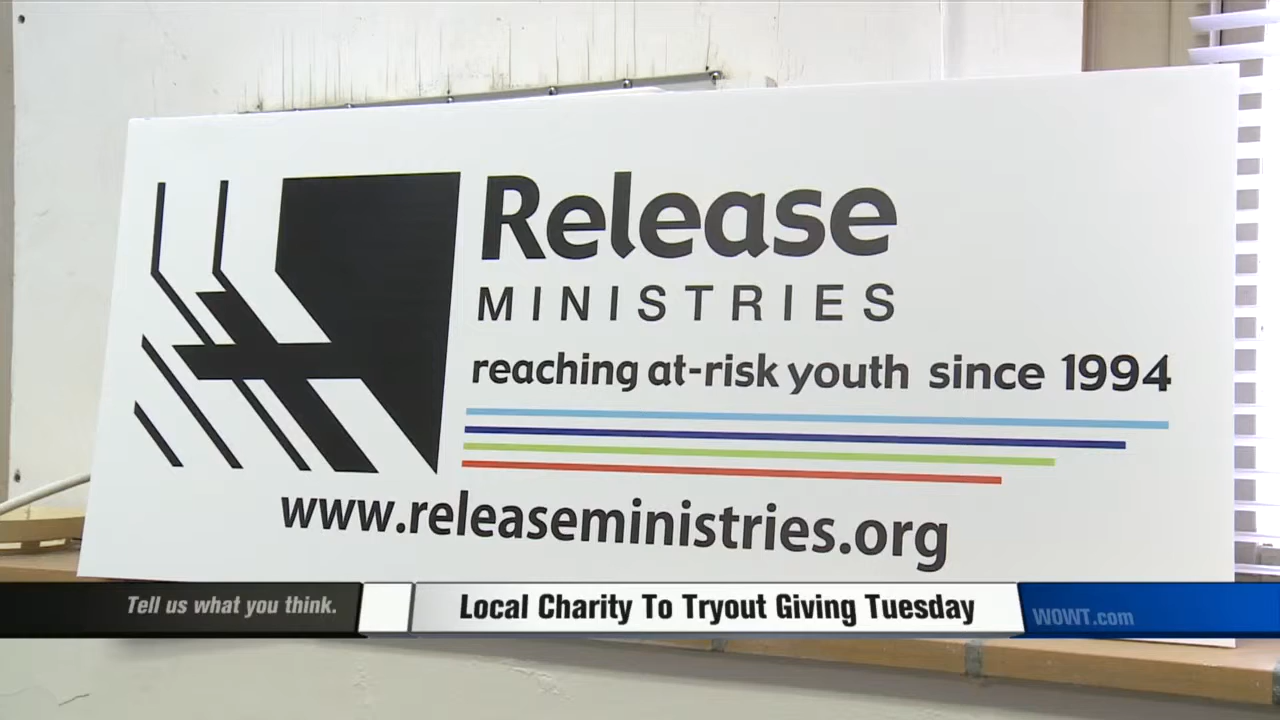 Release
MINISTRIES
reaching at-risk youth since 1994
www.releaseministries.org
Tell us what you think.
Local Charity To Tryout Giving Tuesday
WOWT.com